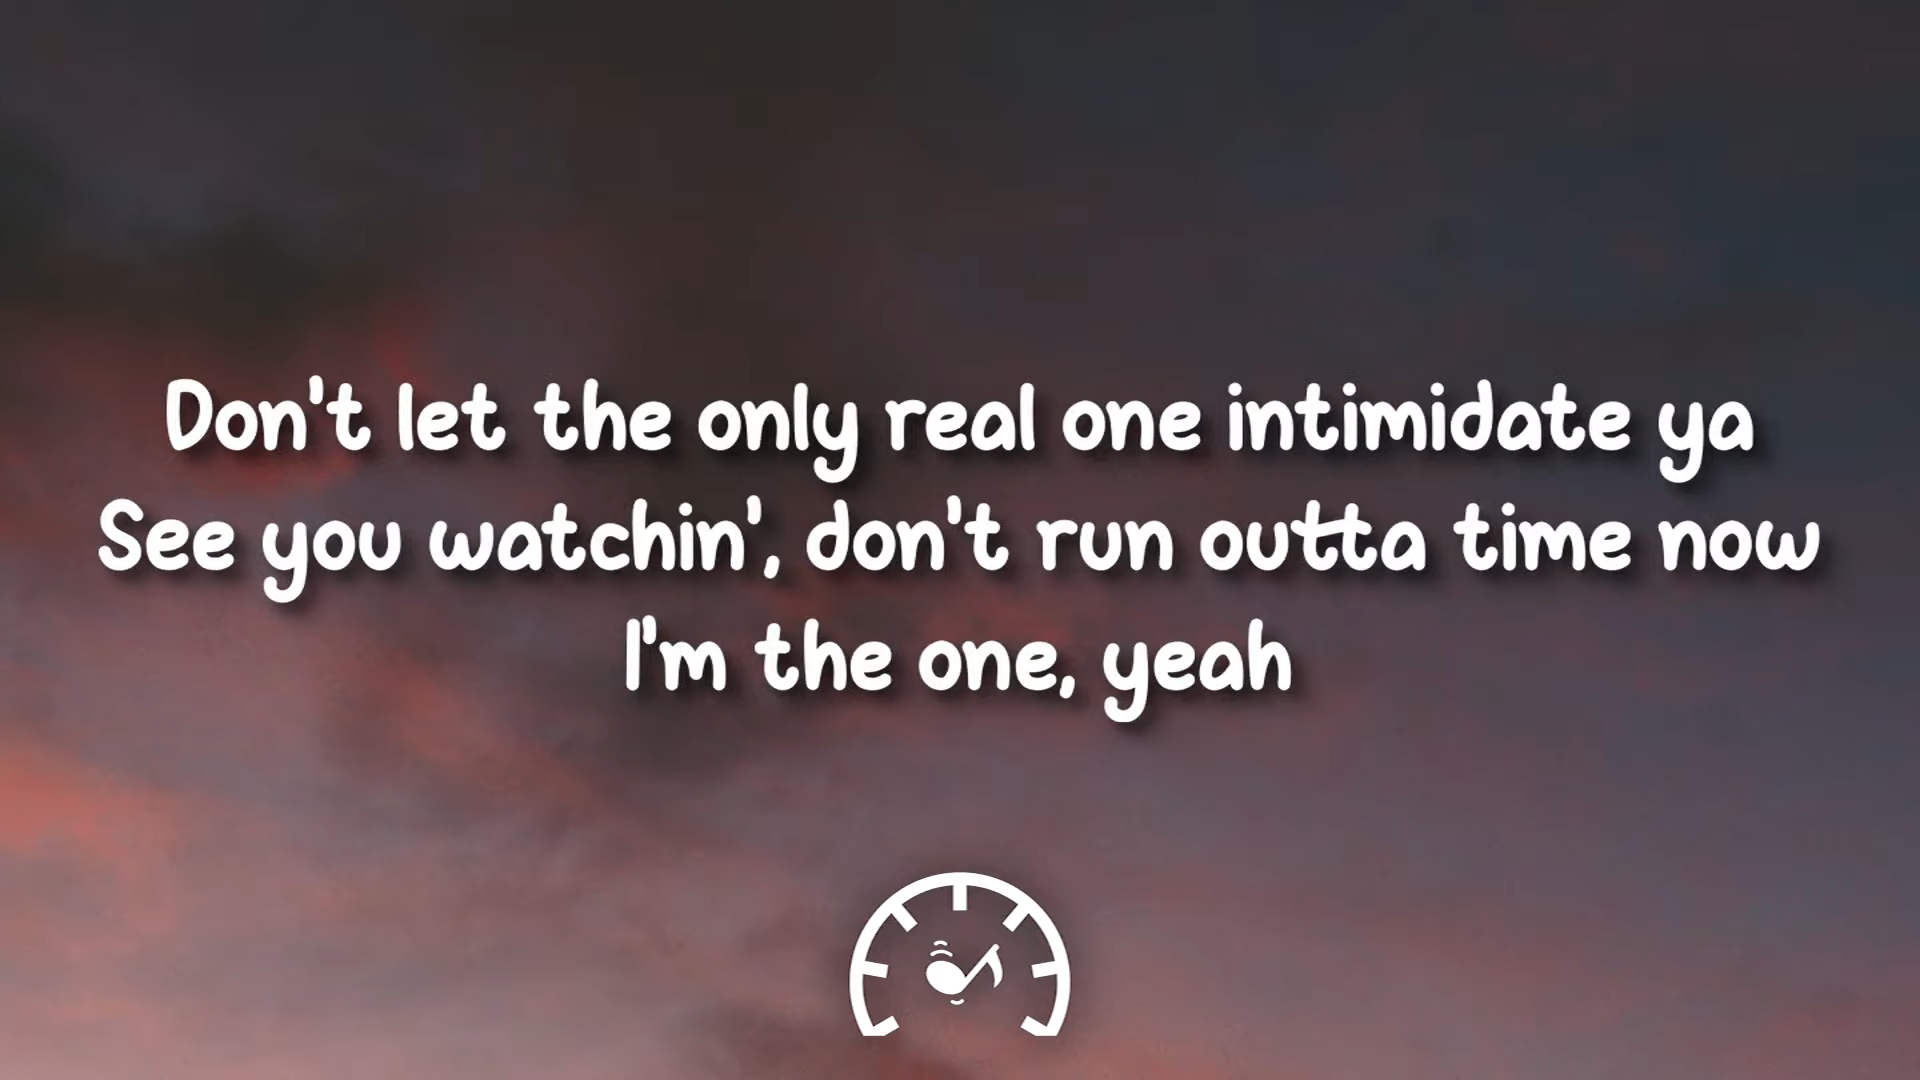 Don't let the only real one intimidate ya
See you watchin', don't run outta time now
I'm the one, yeah